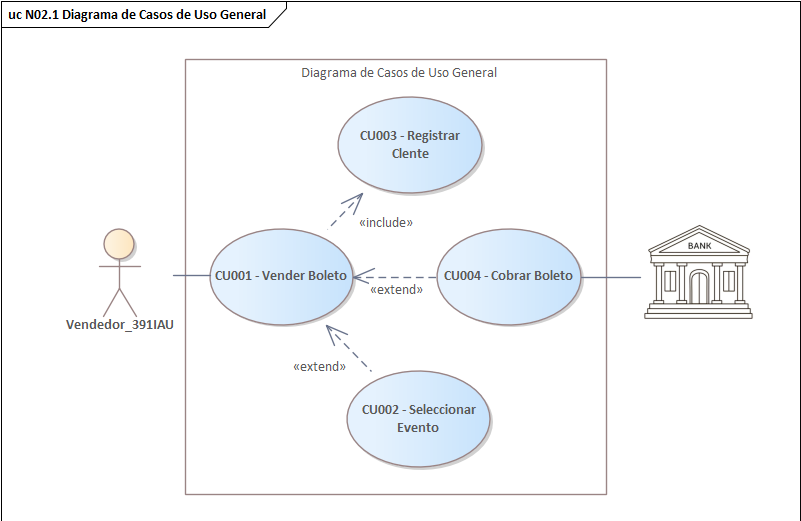 uc N02.1 Diagrama de Casos de Uso General
Diagrama de Casos de Uso General
CU003 - Registrar
Clente
«include»
BANK
CU001 - Vender Boleto
CU004 - Cobrar Boleto
«extend»
Vendedor_391IAU
«extend»
CU002 - Seleccionar
Evento